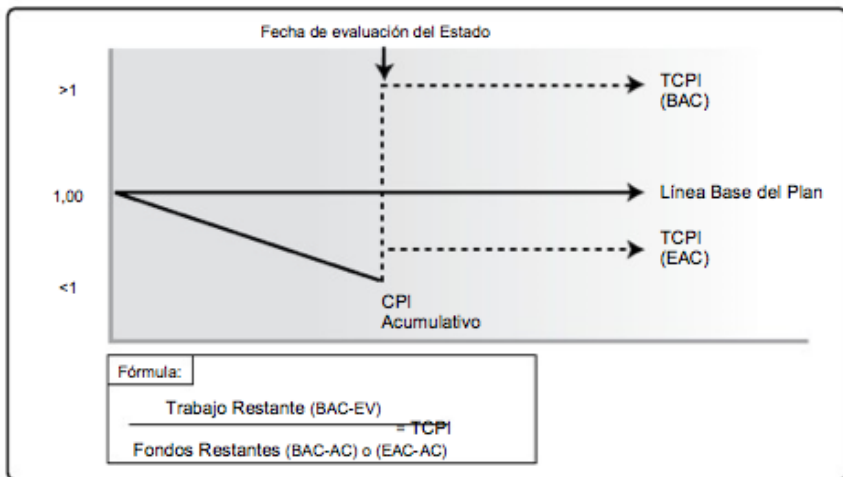 Fecha de evaluación del Estado
>1
TCPI
(BAC)
1,00
Línea Base del Plan
TCPI
(EAC)
<1
CPI
Acumulativo
Fórmula:
Trabajo Restante (BAC-EV)
= TCPI
Fondos Restantes (BAC-AC) o (EAC-AC)